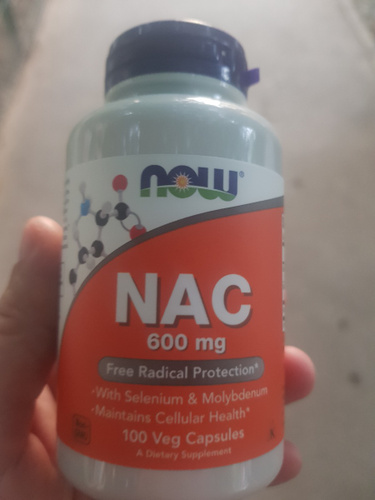 NOW
NAC
600 mg
Free Radical Protection*
•With Selenium & Molybdenum
•Maintains Cellular Health*
100 Veg Capsules
A Dietary Supplement